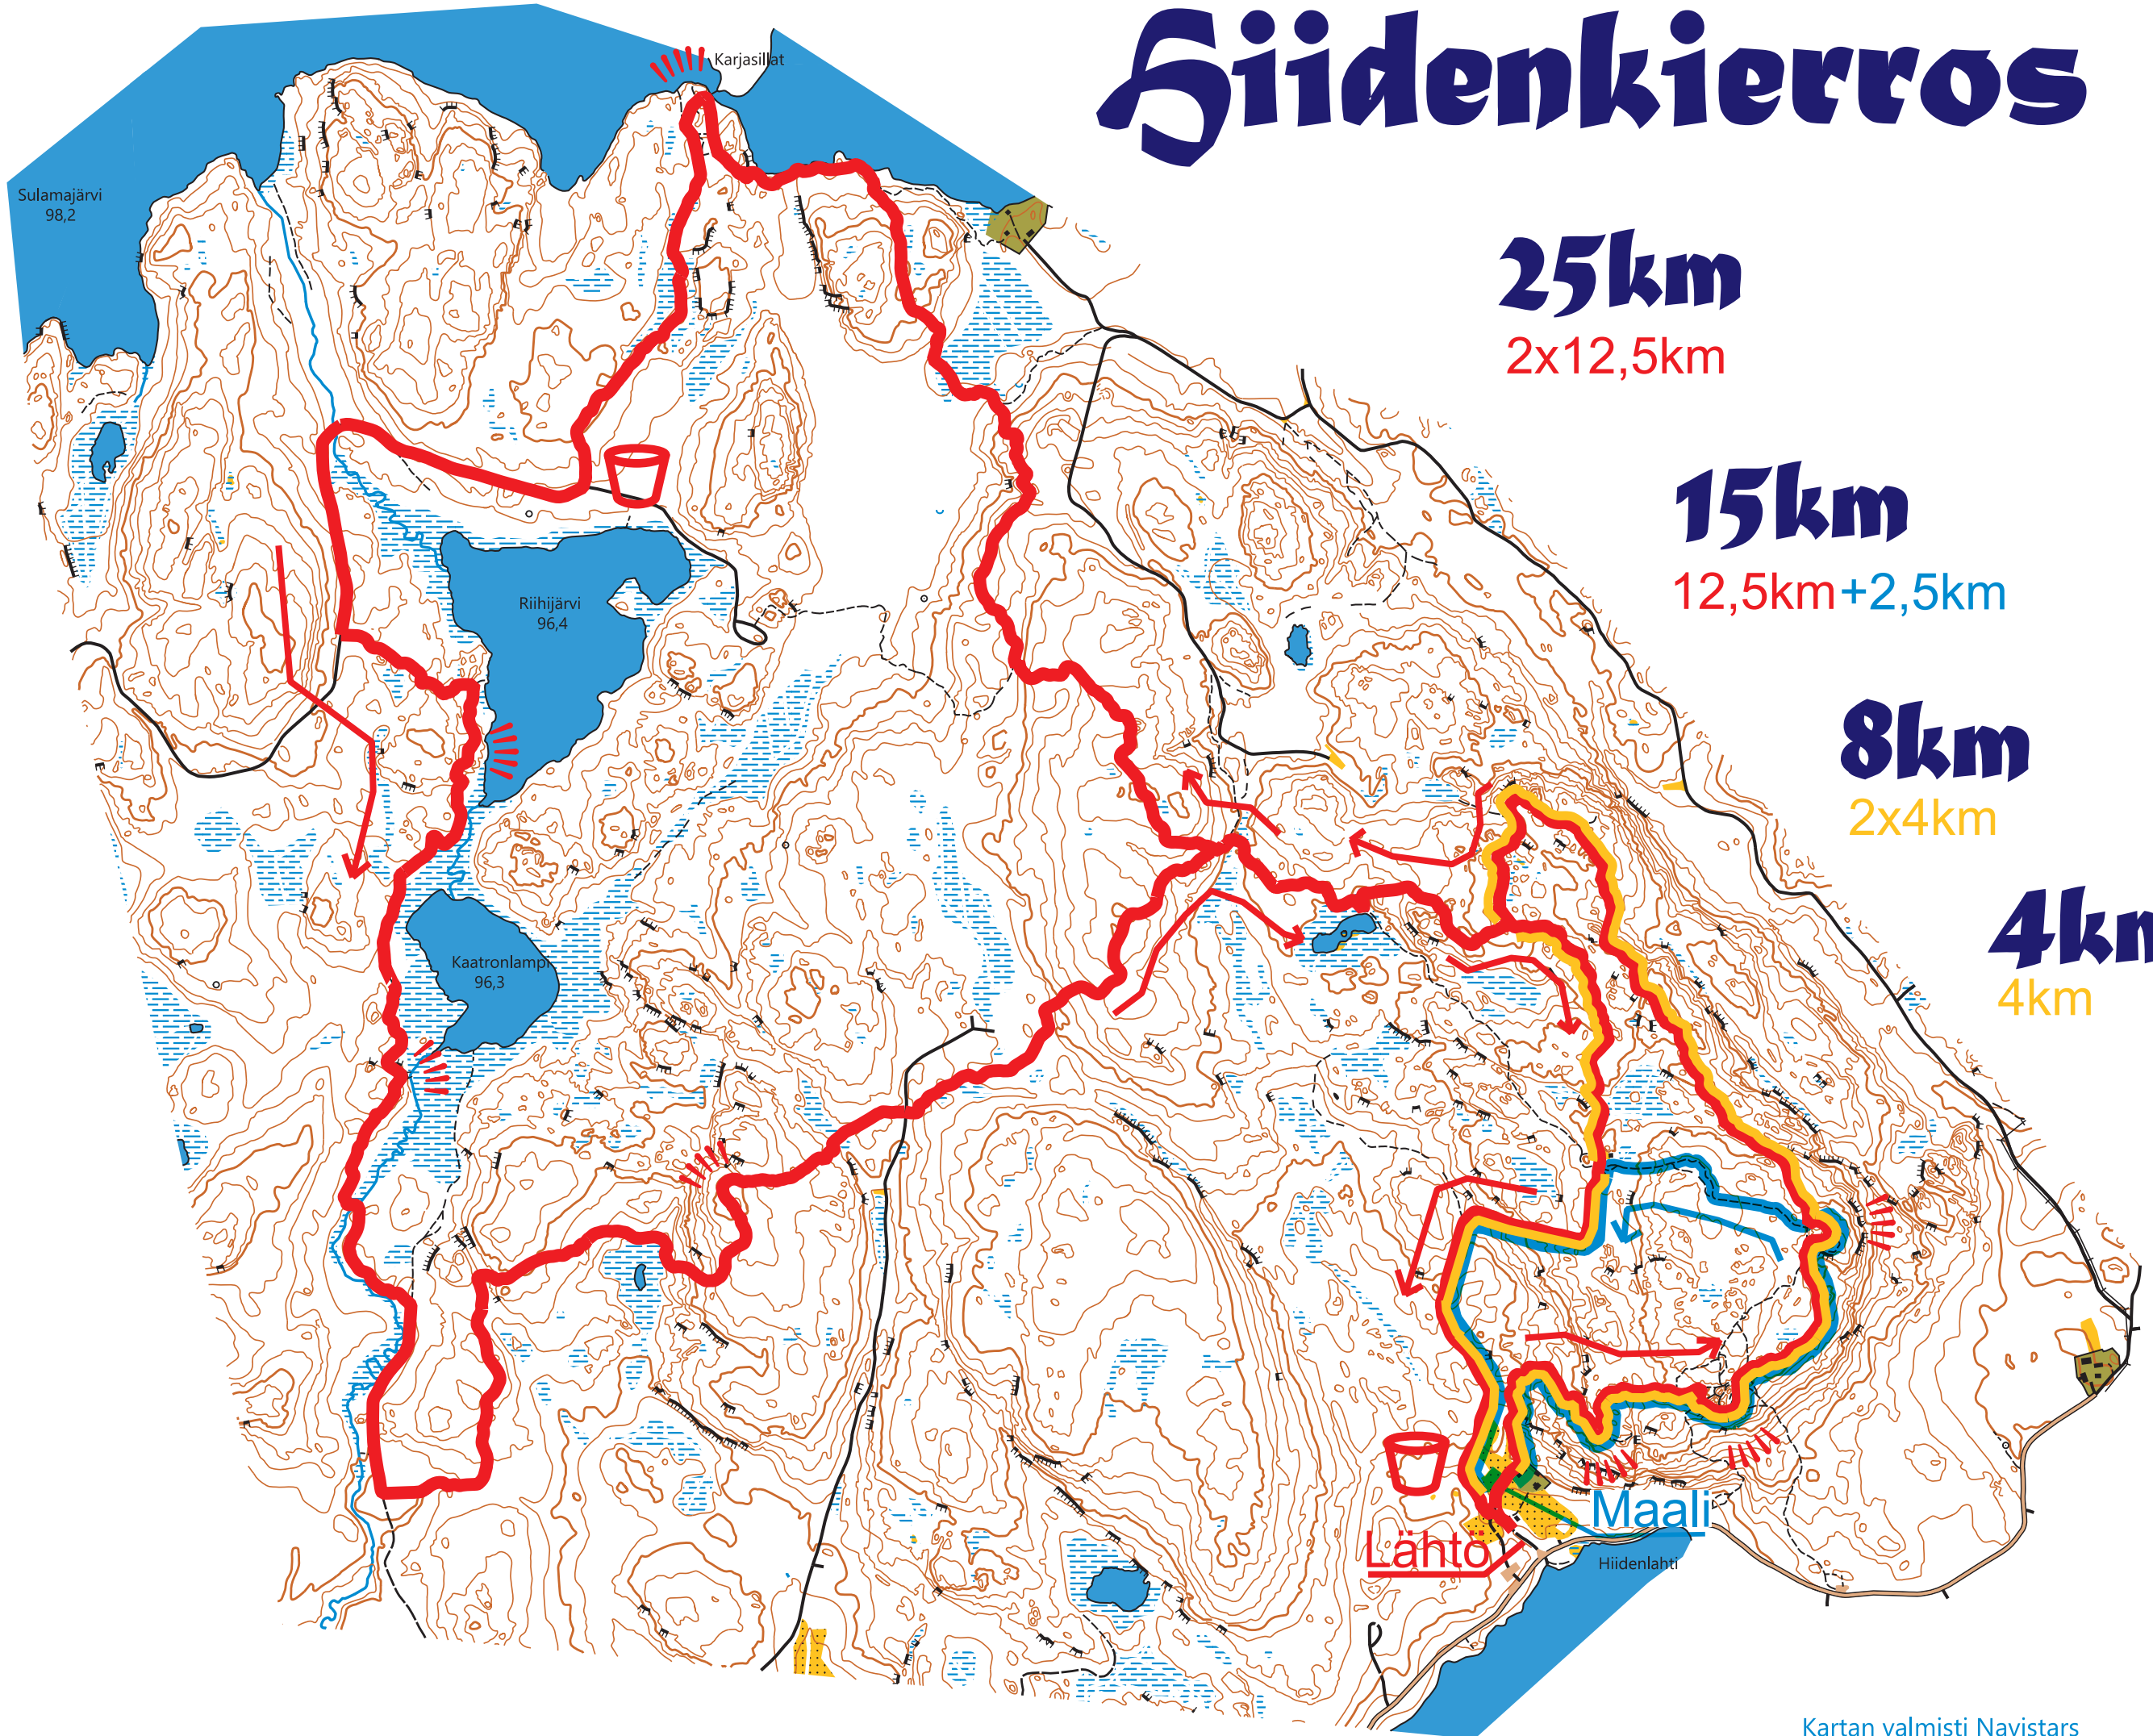 Hiidenkierros
Karjasillat
Sulamajärvi
98,2
25km
2x12,5km
15km
12,5km+2,5km
Riihijärvi
96,4
8km
2x4km
4km
4km
Kaatronlampi
96,3
Maali
Lähtö
Hiidenlahti
Kartan valmisti Navistars